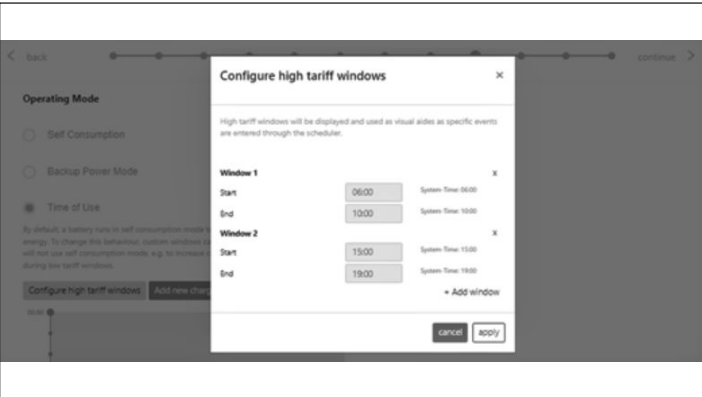 back
continue
Operating Mode
Self Consumption
Backup Power Mode
Time of Use
By default, a battery runs in self consumption mode
energy. To change this behaviour, custom windows
will not use self consumption mode e.g. to increase
during low tariff windows.
Configure high tariff windows
Add new charg
00:00
Configure high tariff windows
×
High tariff windows will be displayed and used as visual aides as specific events
are entered through the scheduler.
Window 1 x
Start 06:00 System-Time: 06:00
End 10:00 System-Time: 10:00
Window 2 x
Start 15:00 System-Time: 15:00
End 19:00 System-Time: 19:00
+ Add window
cancel apply